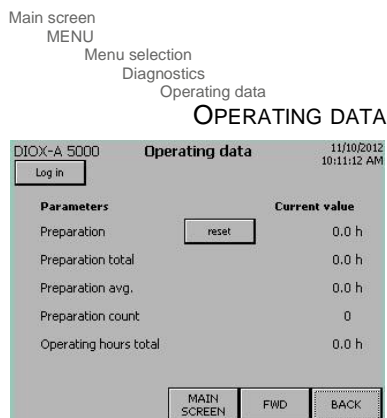 Main screen
MENU
Menu selection
Diagnostics
Operating data
OPERATING DATA
DIOX-A 5000 Operating data 11/10/2012
Log in 10:11:12 AM
Parameters Current value
Preparation reset 0.0 h
Preparation total 0.0 h
Preparation avg. 0.0 h
Preparation count 0
Operating hours total 0.0 h
MAIN SCREEN FWD BACK